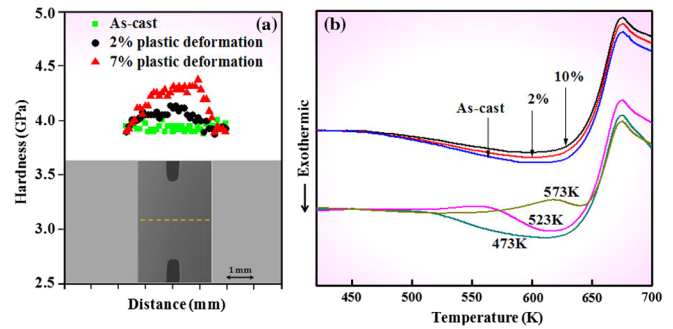 (a)
As-cast
2% plastic deformation
7% plastic deformation
5.0
4.5
4.0
3.5
3.0
2.5
Hardness (GPa)
1 mm
Distance (mm)
(b)
As-cast
2%
10%
573K
523K
473K
Exothermic
450
500
550
600
650
700
Temperature (K)